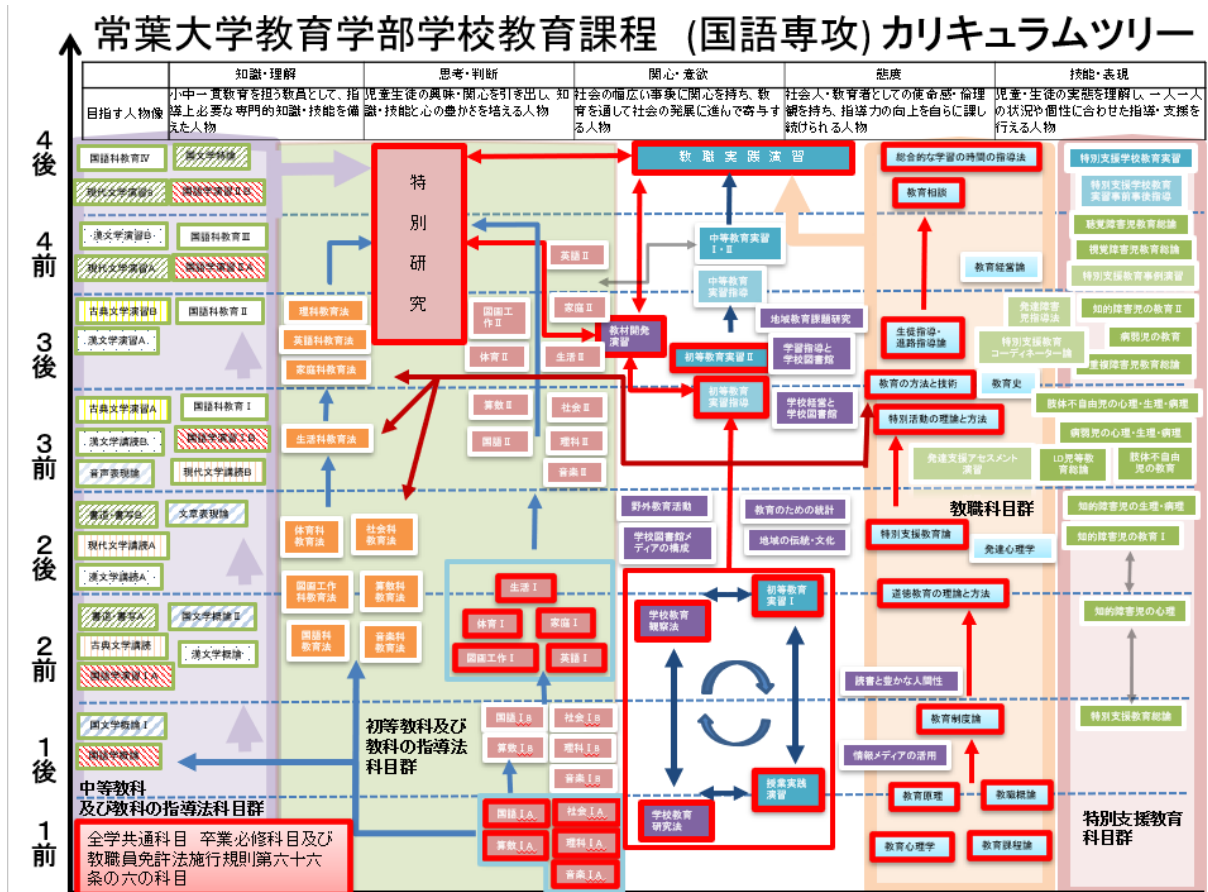 常葉大学教育学部学校教育課程 (国語専攻) カリキュラムツリー
知識・理解
思考・判断
関心・意欲
態度
技能・表現
目指す人物像
小中一貫教育を担う教員として、指
導上必要な専門的知識・技能を備
えた人物
児童生徒の興味・関心を引き出し、知
識・技能と心の豊かさを培える人物
社会の幅広い事象に関心を持ち、教
育を通して社会の発展に進んで寄与す
る人物
社会人・教育者としての使命感・倫理
観を持ち、指導力の向上を自らに課し
続けられる人物
児童・生徒の実態を理解し、一人一人
の状況や個性に合わせた指導・支援を
行える人物
4後
国語科教育Ⅳ
国文学特論
現代文学演習B
国語学演習ⅡB
特別研究
教職実践演習
総合的な学習の時間の指導法
教育相談
特別支援学校教育実習
特別支援学校教育
実習事前事後指導
4前
漢文学演習B
国語科教育Ⅲ
現代文学演習A
国語学演習ⅡA
英語Ⅱ
中等教育実習
Ⅰ・Ⅱ
中等教育
実習指導
教育経営論
聴覚障害児教育総論
視覚障害児教育総論
特別支援教育事例演習
3後
古典文学演習B
国語科教育Ⅱ
漢文学演習A
理科教育法
英語科教育法
家庭科教育法
図画工
作Ⅱ
家庭Ⅱ
体育Ⅱ
生活Ⅱ
教材開発
演習
初等教育実習Ⅱ
初等教育
実習指導
地域教育課題研究
学習指導と
学校図書館
生徒指導・
進路指導論
教育の方法と技術
教育史
発達障害
児指導法
特別支援教育
コーディネーター論
知的障害児の教育Ⅱ
病弱児の教育
重複障害児教育総論
3前
古典文学演習A
国語科教育Ⅰ
漢文学講読B
国語学演習ⅠB
音声表現論
現代文学講読B
生活科教育法
算数Ⅱ
社会Ⅱ
国語Ⅱ
理科Ⅱ
音楽Ⅱ
学校経営と
学校図書館
特別活動の理論と方法
発達支援アセスメント
演習
LD児等教
育総論
肢体不自由
児の教育
肢体不自由児の心理・生理・病理
病弱児の心理・生理・病理
2後
書道・書写B
文章表現論
現代文学講読A
漢文学講読A
体育科
教育法
社会科
教育法
野外教育活動
教育のための統計
学校図書館メ
ディアの構成
地域の伝統・文化
教職科目群
特別支援教育論
発達心理学
知的障害児の生理・病理
知的障害児の教育Ⅰ
2前
書道・書写A
国文学概論Ⅱ
古典文学講読
漢文学概論
国語学演習ⅠA
図画工作
科教育法
算数科
教育法
国語科
教育法
音楽科
教育法
生活Ⅰ
体育Ⅰ
家庭Ⅰ
図画工作Ⅰ
英語Ⅰ
学校教育
観察法
初等教育
実習Ⅰ
道徳教育の理論と方法
読書と豊かな人間性
知的障害児の心理
1後
国文学概論Ⅰ
国語学概論
中等教科
及び教科の指導法科目群
初等教科及び
教科の指導法
科目群
国語ⅠB
社会ⅠB
算数ⅠB
理科ⅠB
音楽ⅠB
教育制度論
情報メディアの活用
特別支援教育総論
1前
全学共通科目 卒業必修科目及び
教職員免許法施行規則第六十六
条の六の科目
国語ⅠA
社会ⅠA
算数ⅠA
理科ⅠA
音楽ⅠA
学校教育
研究法
授業実践
演習
教育原理
教職概論
教育心理学
教育課程論
特別支援教育
科目群